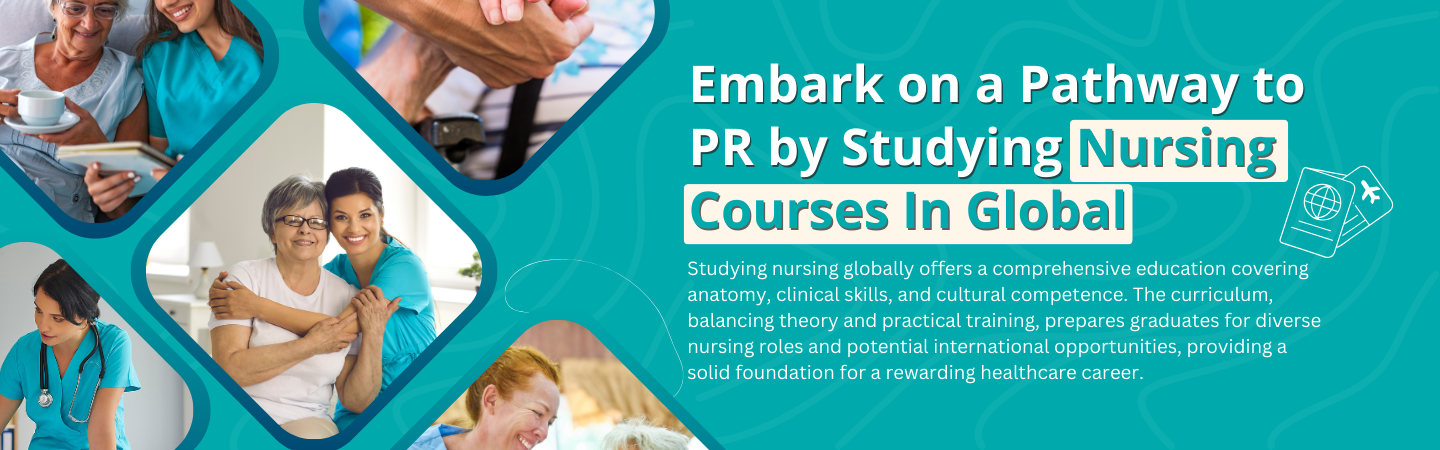 Embark on a Pathway to
PR by Studying Nursing
Courses In Global
Studying nursing globally offers a comprehensive education covering
anatomy, clinical skills, and cultural competence. The curriculum,
balancing theory and practical training, prepares graduates for diverse
nursing roles and potential international opportunities, providing a
solid foundation for a rewarding healthcare career.